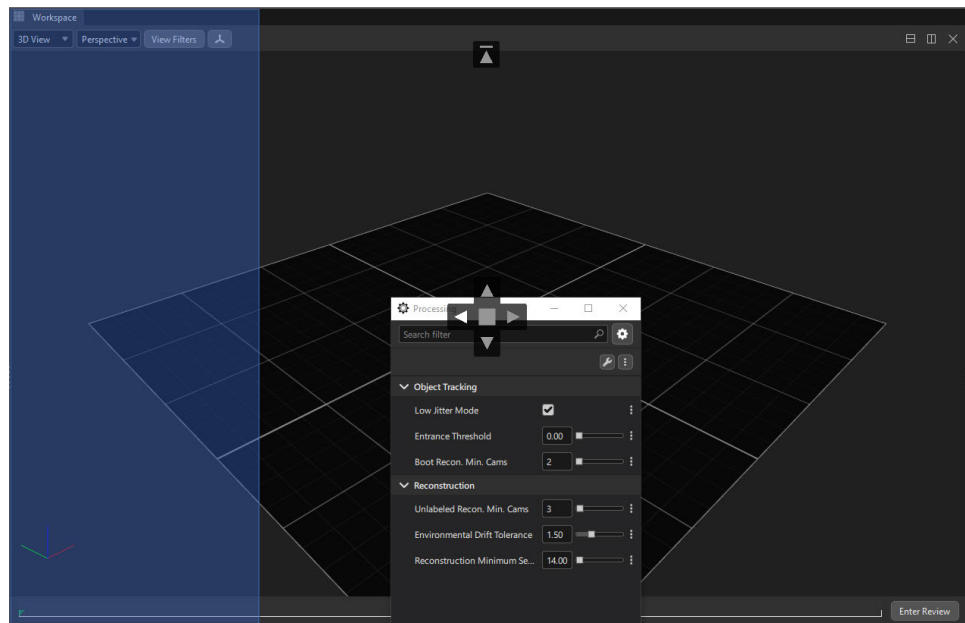 Workspace
3D View Perspective View Filters
Processing
Search filter
Object Tracking
Low Jitter Mode
Entrance Threshold 0.00
Boot Recon. Min. Cams 2
Reconstruction
Unlabeled Recon. Min. Cams 3
Environmental Drift Tolerance 1.50
Reconstruction Minimum Se... 14.00
Enter Review